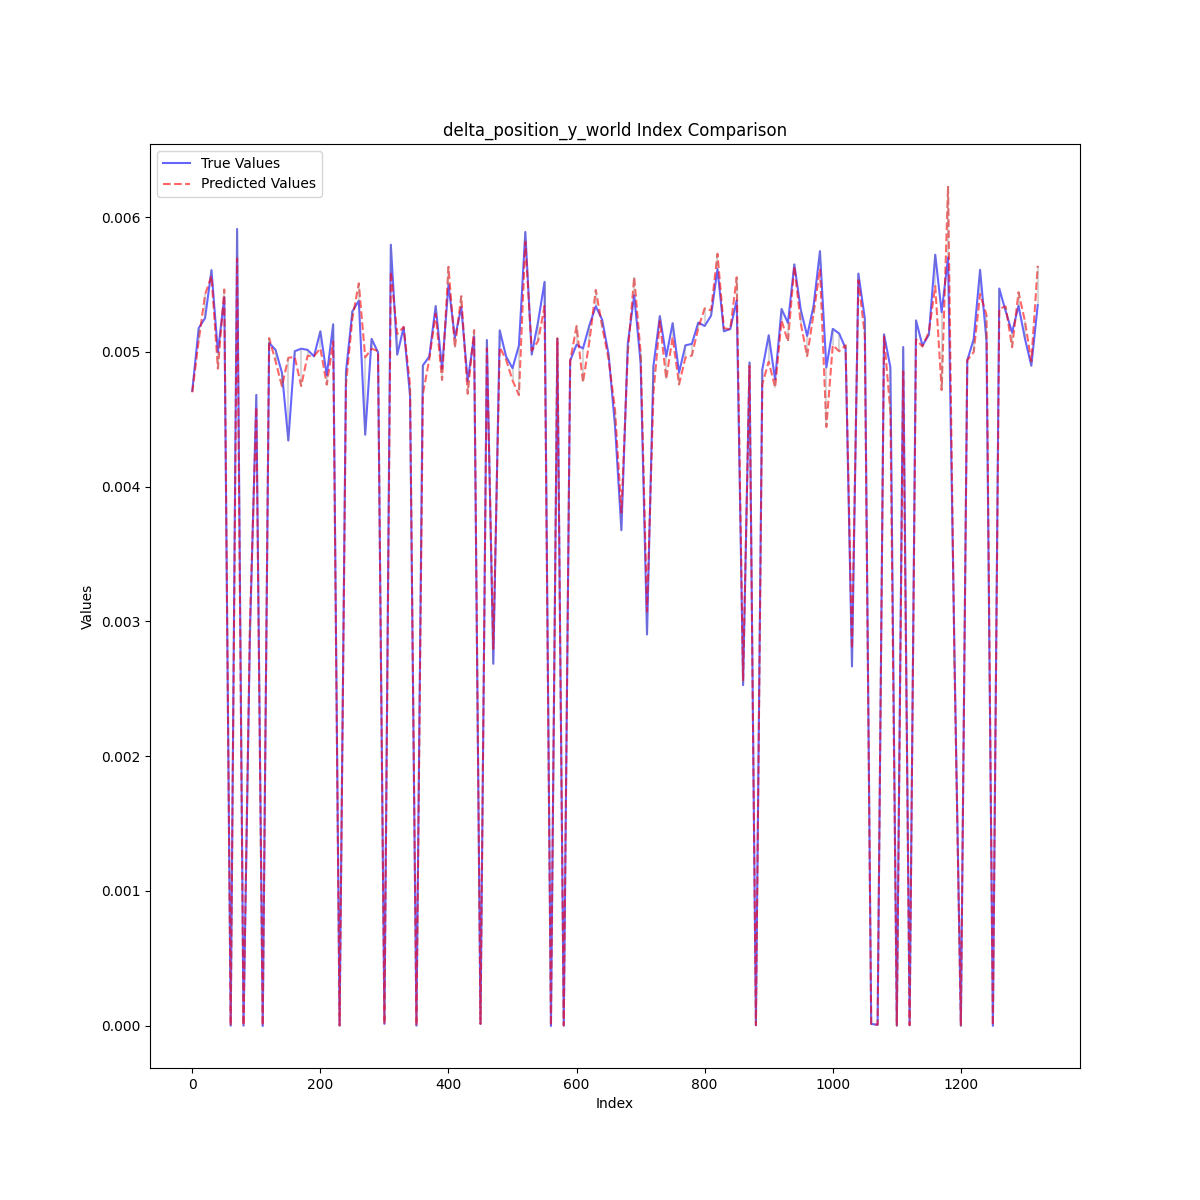 delta_position_y_world Index Comparison
True Values
Predicted Values
0.006
0.005
0.004
0.003
0.002
0.001
0.000
Values
0 200 400 600 800 1000 1200
Index